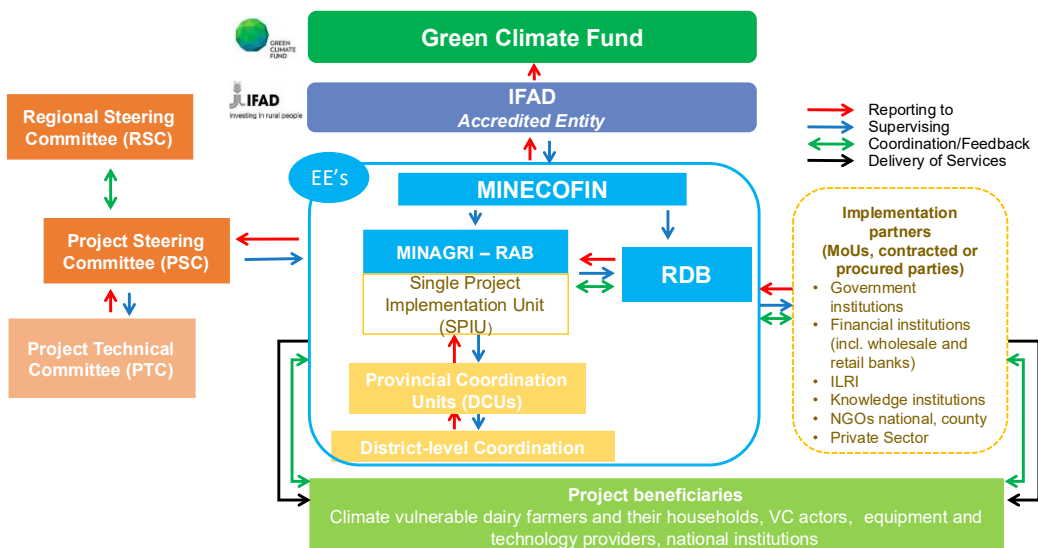 GREEN
CLIMATE
FUND
Green Climate Fund
IFAD
Investing in rural people
IFAD
Accredited Entity
Regional Steering
Committee (RSC)
Project Steering
Committee (PSC)
Project Technical
Committee (PTC)
Reporting to
Supervising
Coordination/Feedback
Delivery of Services
EE's
MINECOFIN
MINAGRI – RAB
Single Project
Implementation Unit
(SPIU)
RDB
Provincial Coordination
Units (DCUs)
District-level Coordination
Implementation
partners
(MoUs, contracted or
procured parties)
• Government
institutions
• Financial institutions
(incl. wholesale and
retail banks)
• ILRI
• Knowledge institutions
• NGOs national, county
• Private Sector
Project beneficiaries
Climate vulnerable dairy farmers and their households, VC actors, equipment and
technology providers, national institutions